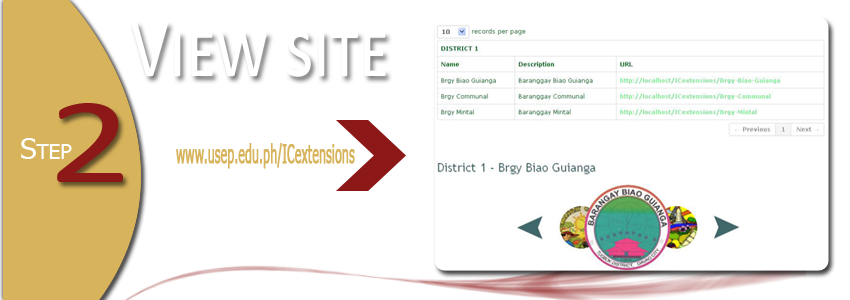 VIEW SITE
STEP 2
www.usep.edu.ph/ICextensions
10 records per page
DISTRICT 1
Name Description URL
Brgy Biao Guianga Baranggay Biao Guianga http://localhost/ICextensions/Brgy-Biao-Guianga
Brgy Communal Baranggay Communal http://localhost/ICextensions/Brgy-Communal
Brgy Mintal Baranggay Mintal http://localhost/ICextensions/Brgy-Mintal
← Previous 1 Next →
District 1 - Brgy Biao Guianga
BARANGAY BIAO GUIANGA